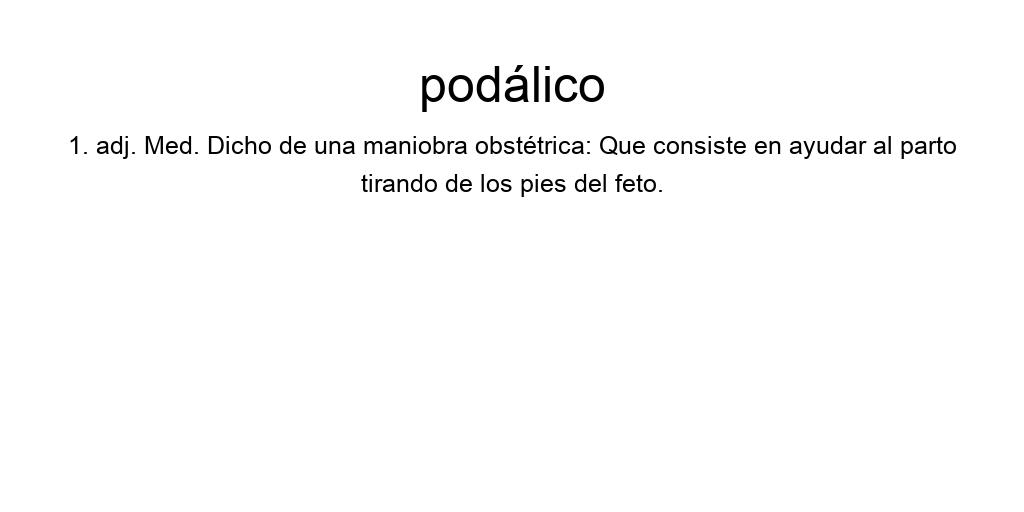 podálico
1. adj. Med. Dicho de una maniobra obstétrica: Que consiste en ayudar al parto
tirando de los pies del feto.